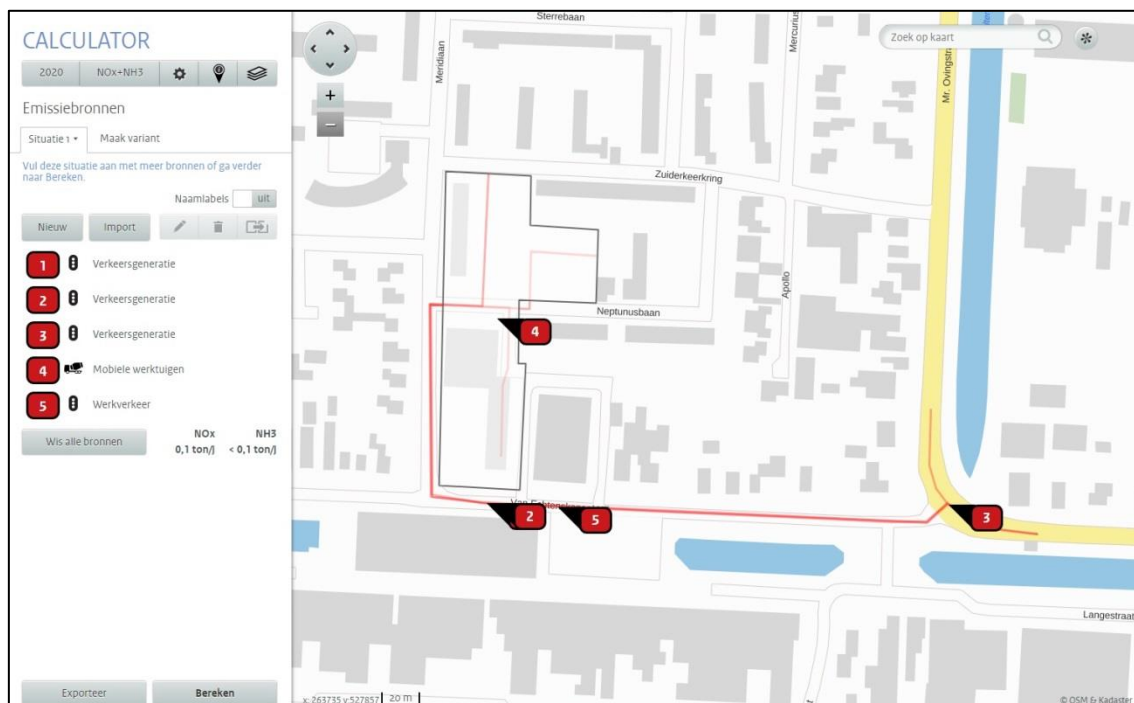 CALCULATOR
2020 NOx+NH3
Emissiebronnen
Situatie 1 Maak variant
Vul deze situatie aan met meer bronnen of ga verder
naar Bereken.
Naamlabels uit
Nieuw Import
1 Verkeersgeneratie
2 Verkeersgeneratie
3 Verkeersgeneratie
4 Mobiele werktuigen
5 Werkverkeer
Wis alle bronnen
NOx NH3
0,1 ton/j < 0,1 ton/j
Exporteer Bereken
Zoek op kaart
+
−
Sterrebaan
Meridiaan
Mercurius
Mr. Ovingstra
Zuiderkeerkring
Apollo
Neptunusbaan
4
2
5
3
Langestraat
x: 263735 y: 527857 20 m
© OSM & Kadaster